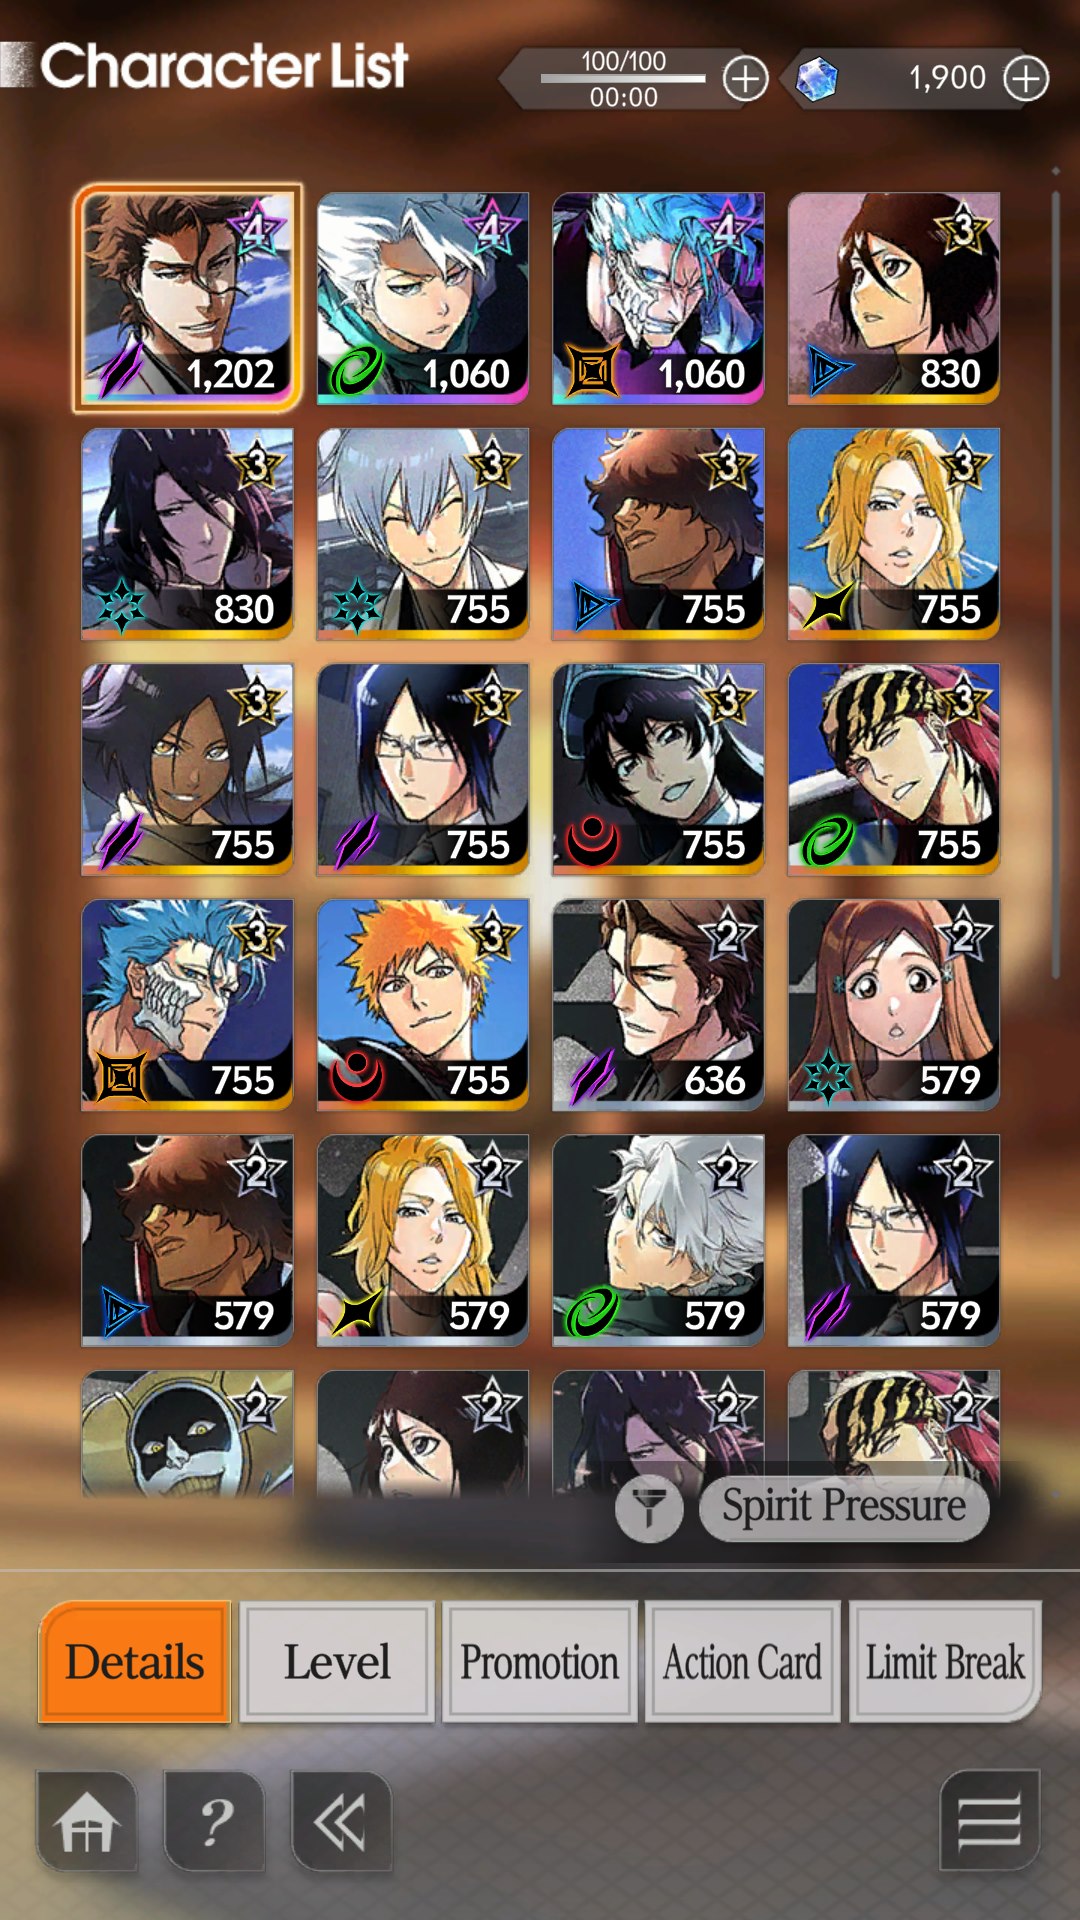 Character List
100/100
00:00
1,900
4 4 4 3
1,202 1,060 1,060 830
3 3 3 3
830 755 755 755
3 3 3 3
755 755 755 755
3 3 2 2
755 755 636 579
2 2 2 2
579 579 579 579
2 2 2 2
Spirit Pressure
Details Level Promotion Action Card Limit Break
?